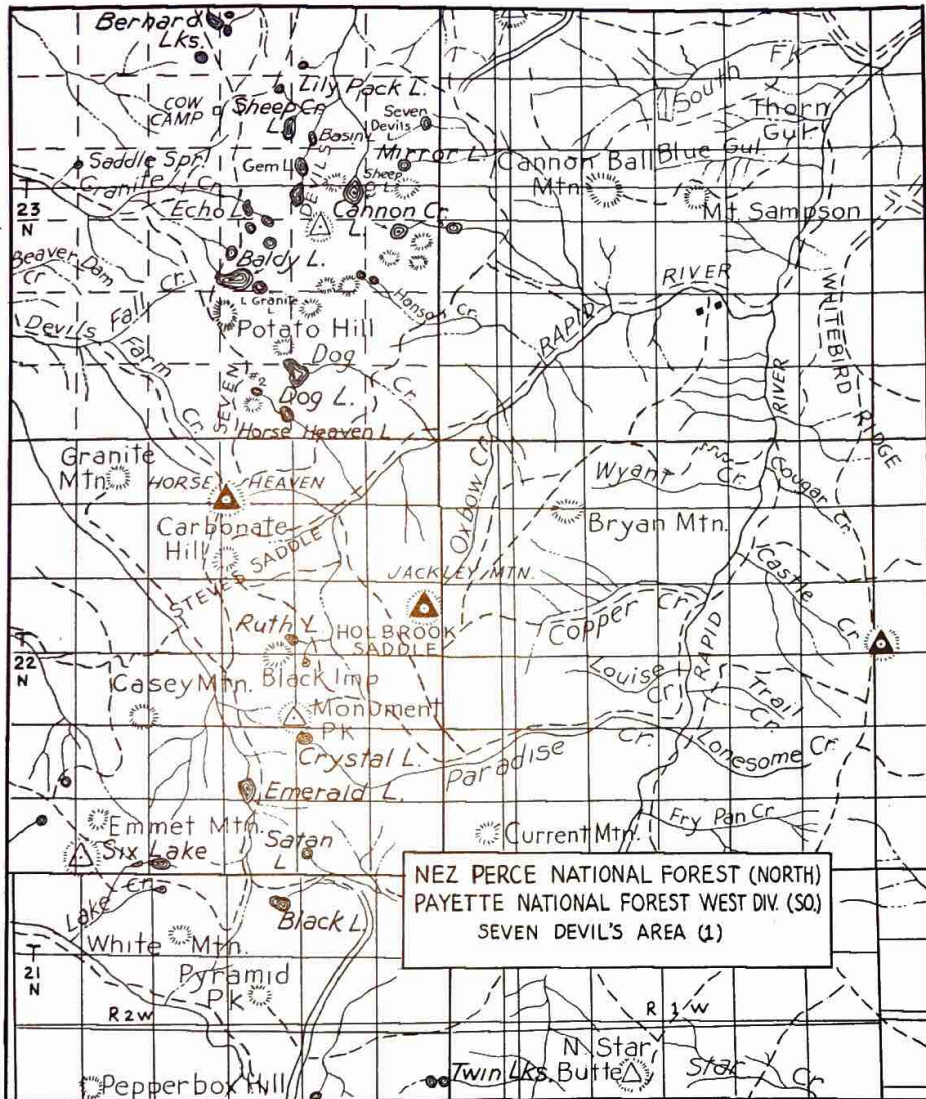 Bernard
Lks.
Lily Pack L.
COW
CAMP
Sheep Cr.
L.
Seven
Devils
L.
Basin L.
South
Fk
Thorn
Gul.
Saddle Spr.
Gem L.
Mirror L.
Cannon Ball
Mtn.
Blue Gul
Granite Cr.
Sheep
L.
DEVILS
T
23
N
Echo L.
Cannon Cr.
L.
Mt. Sampson
Beaver Dam
Cr
Baldy L.
L Granite
L
Hanson Cr.
RAPID
RIVER
WHITEBIRD
RIDGE
Devils
Farm
Cr.
Fall Cr.
Potato Hill
Dog
Cr.
SEVEN
#2
Dog L.
Horse Heaven L.
RIVER
Granite
Mtn.
HORSE HEAVEN
Oxbow Cr.
Wyant
Cr.
Cougar Cr.
Carbonate
Hill
Bryan Mtn.
STEVES SADDLE
JACKLEY MTN.
Castle
Cr.
Ruth L
HOLBROOK
SADDLE
Copper Cr.
RAPID
T
22
N
Black Imp
Louise
Cr.
Trail
Cr.
Casey Mtn.
Monument
PK
Crystal L.
Paradise
Cr.
Lonesome Cr.
Emerald L.
Fry Pan Cr.
Emmet Mtn.
Six Lake
Satan
L
Current Mtn.
NEZ PERCE NATIONAL FOREST (NORTH)
PAYETTE NATIONAL FOREST WEST DIV. (SO.)
SEVEN DEVIL'S AREA (1)
Lake
Cr.
Black L.
White Mtn.
T
21
N
Pyramid
PK
R 2 W
R 1 W
Pepperbox Hill
Twin Lks.
N. Star
Butte
Star
Cr.